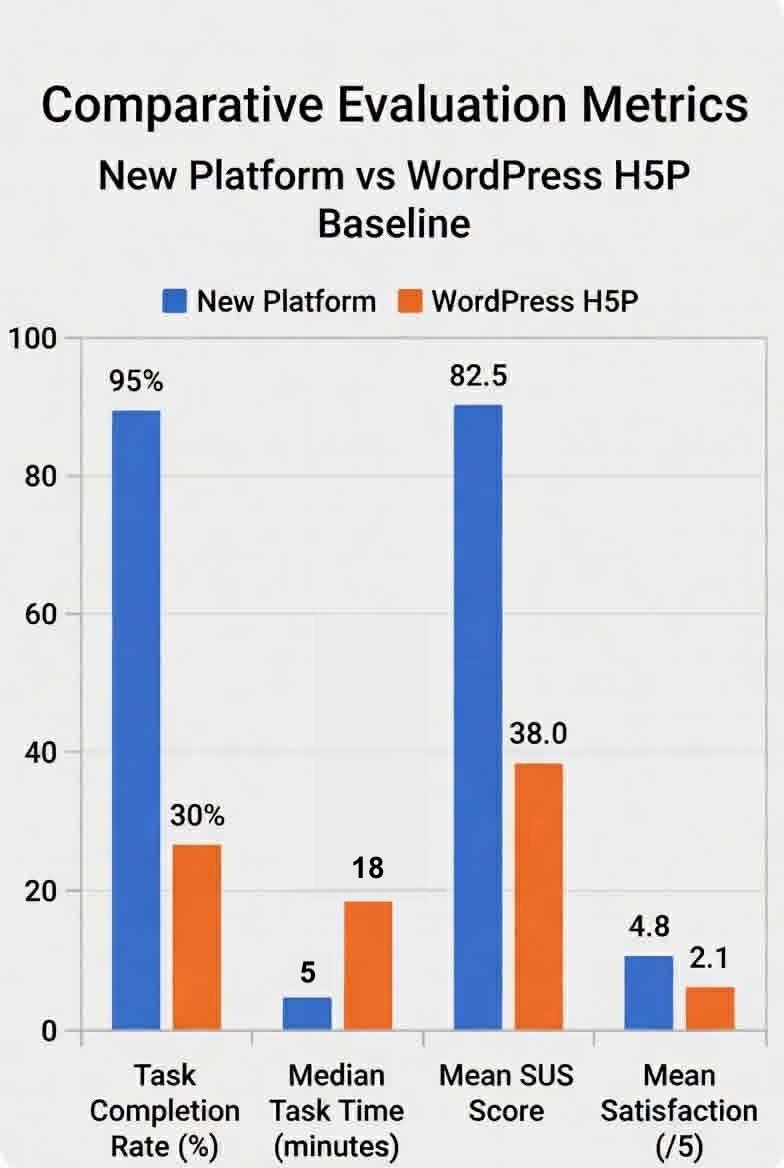 Comparative Evaluation Metrics
New Platform vs WordPress H5P
Baseline
New Platform
WordPress H5P
100
80
60
40
20
0
95%
30%
5
18
82.5
38.0
4.8
2.1
Task
Completion
Rate (%)
Median
Task Time
(minutes)
Mean SUS
Score
Mean
Satisfaction
(/5)